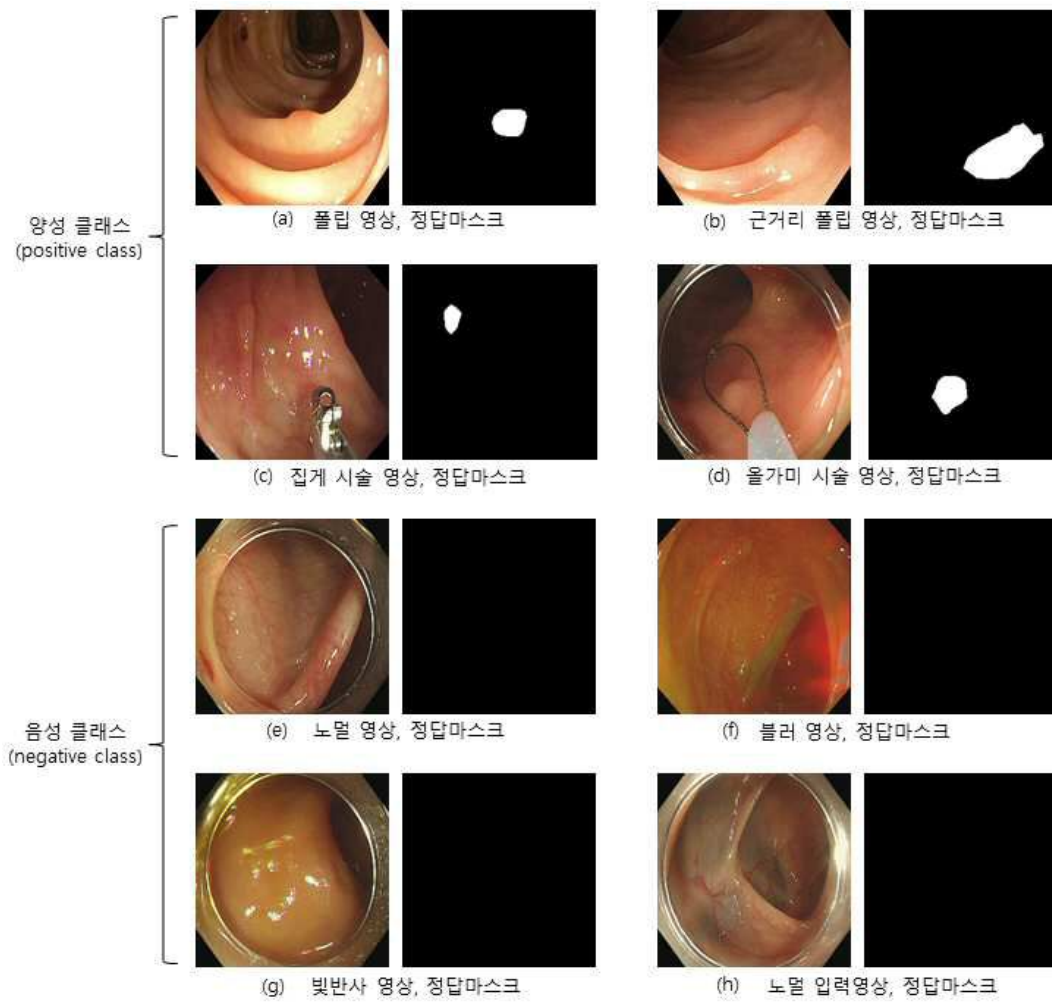 (a) 폴립 영상, 정답마스크
(b) 근거리 폴립 영상, 정답마스크
양성 클래스
(positive class)
(c) 집게 시술 영상, 정답마스크
(d) 올가미 시술 영상, 정답마스크
(e) 노멀 영상, 정답마스크
(f) 블러 영상, 정답마스크
음성 클래스
(negative class)
(g) 빛반사 영상, 정답마스크
(h) 노멀 입력영상, 정답마스크